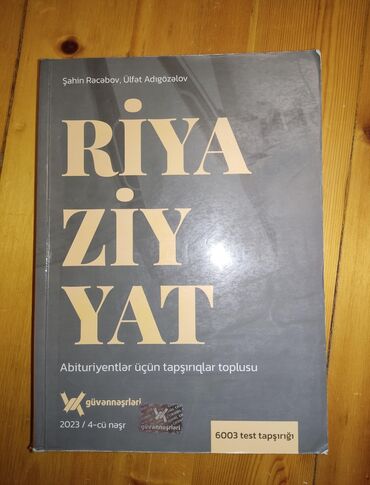 Şahin Rəcəbov, Ülfət Adıgözəlov
RİYA
ZİY
YAT
Abituriyentlər üçün tapşırıqlar toplusu
güvənnəşrləri
2023 / 4-cü nəşr
güvənnəşrləri
6003 test tapşırığı